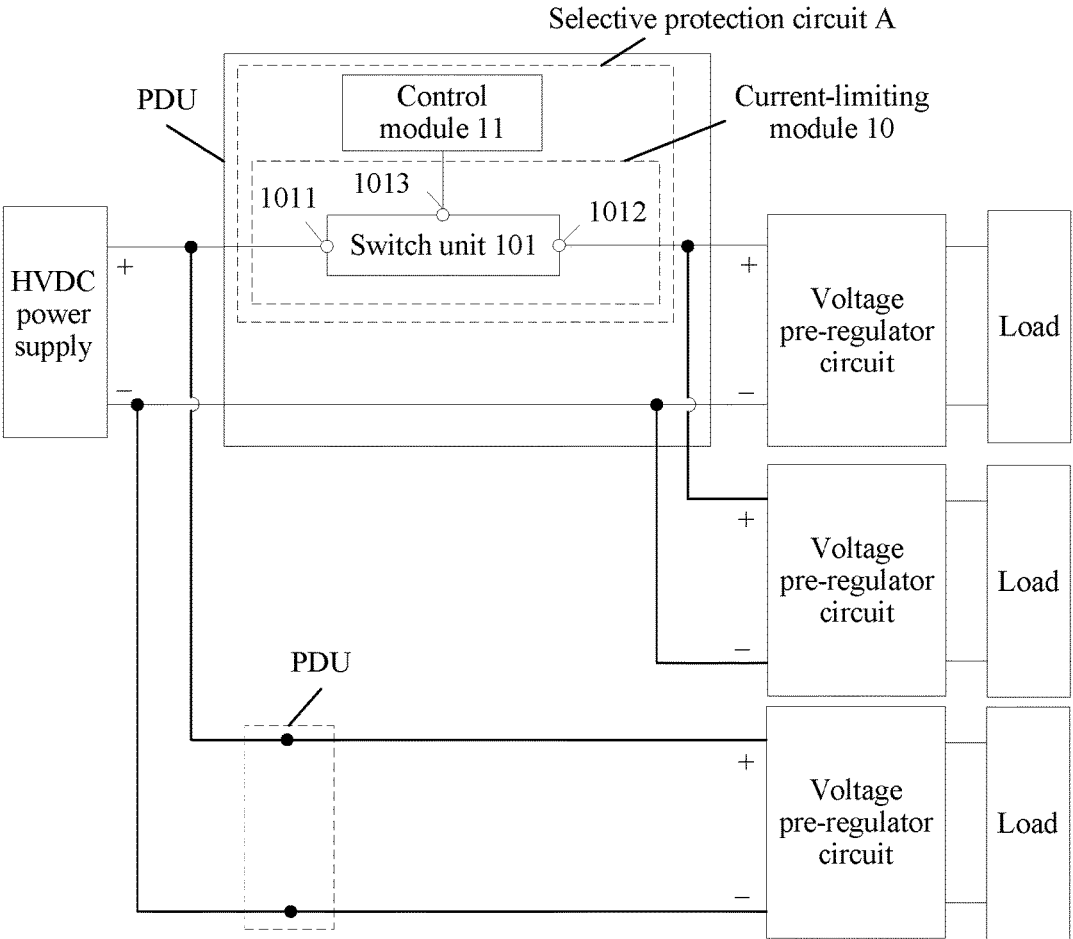 Selective protection circuit A
PDU
Control
module 11
Current-limiting
module 10
1011
1013
1012
Switch unit 101
HVDC
power
supply
+
−
+
−
Voltage
pre-regulator
circuit
Load
+
−
Voltage
pre-regulator
circuit
Load
PDU
+
−
Voltage
pre-regulator
circuit
Load